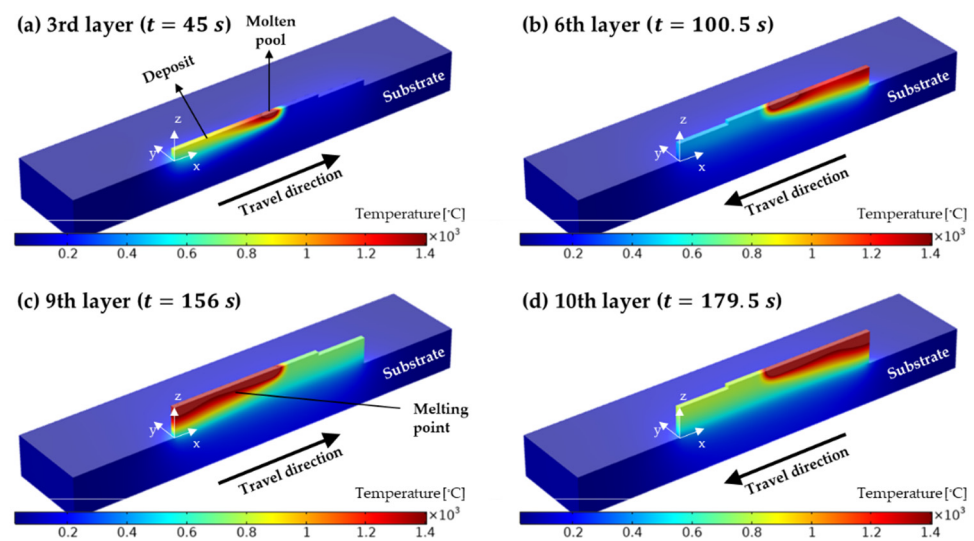 (a) 3rd layer (t = 45 s)
Molten
pool
Deposit
Substrate
z
y
x
Travel direction
Temperature[°C]
×10³
0.2 0.4 0.6 0.8 1 1.2 1.4
(b) 6th layer (t = 100.5 s)
Substrate
z
y
x
Travel direction
Temperature[°C]
×10³
0.2 0.4 0.6 0.8 1 1.2 1.4
(c) 9th layer (t = 156 s)
Substrate
z
y
x
Melting
point
Travel direction
Temperature[°C]
×10³
0.2 0.4 0.6 0.8 1 1.2 1.4
(d) 10th layer (t = 179.5 s)
Substrate
z
y
x
Travel direction
Temperature[°C]
×10³
0.2 0.4 0.6 0.8 1 1.2 1.4